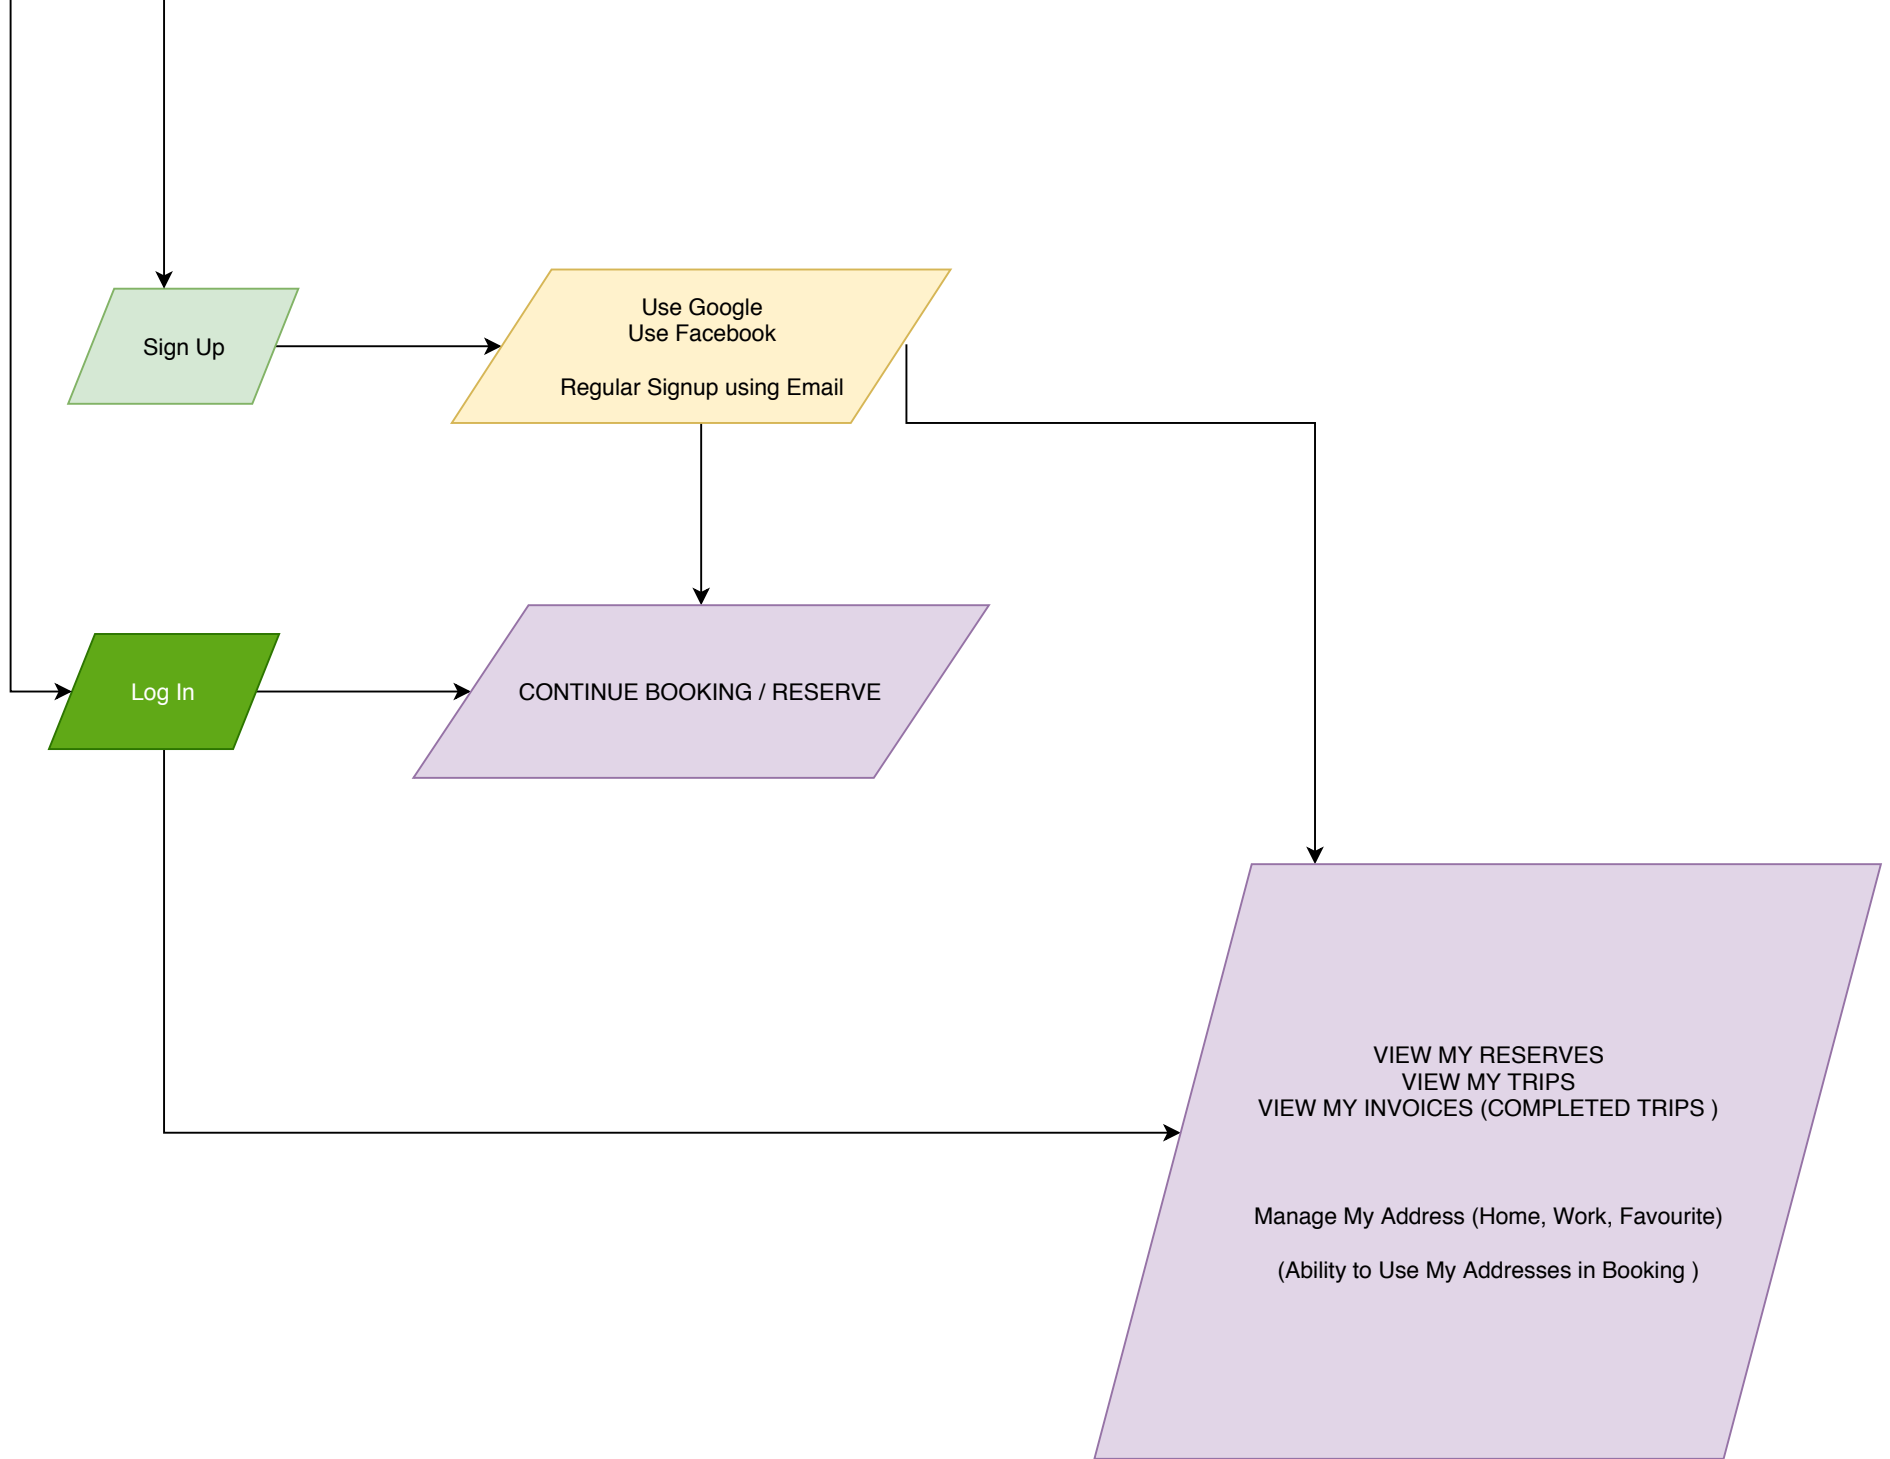 Use Google
Use Facebook
Regular Signup using Email
Sign Up
CONTINUE BOOKING / RESERVE
Log In
VIEW MY RESERVES
VIEW MY TRIPS
VIEW MY INVOICES (COMPLETED TRIPS )
Manage My Address (Home, Work, Favourite)
(Ability to Use My Addresses in Booking )